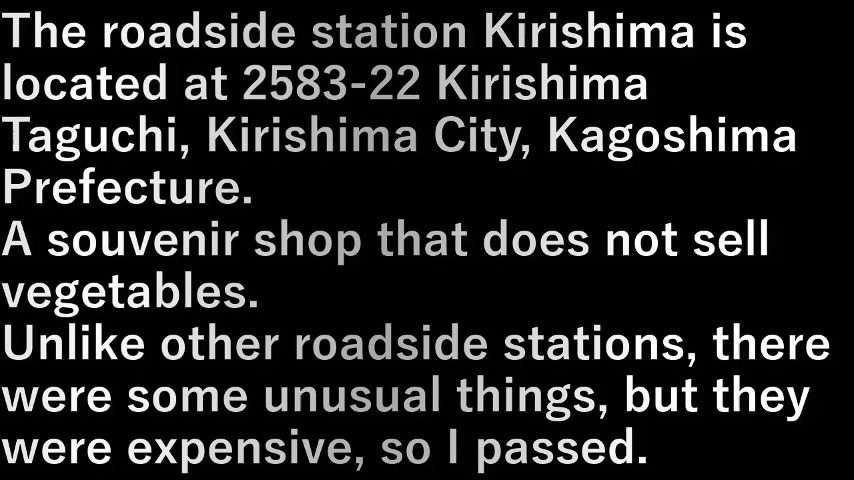 The roadside station Kirishima is
located at 2583-22 Kirishima
Taguchi, Kirishima City, Kagoshima
Prefecture.
A souvenir shop that does not sell
vegetables.
Unlike other roadside stations, there
were some unusual things, but they
were expensive, so I passed.